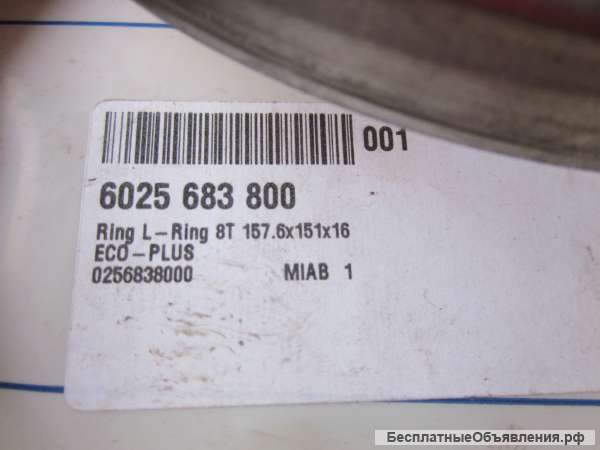 001
6025 683 800
Ring L-Ring 8T 157.6x151x16
ECO-PLUS
0256838000 MIAB 1
БесплатныеОбъявления.рф